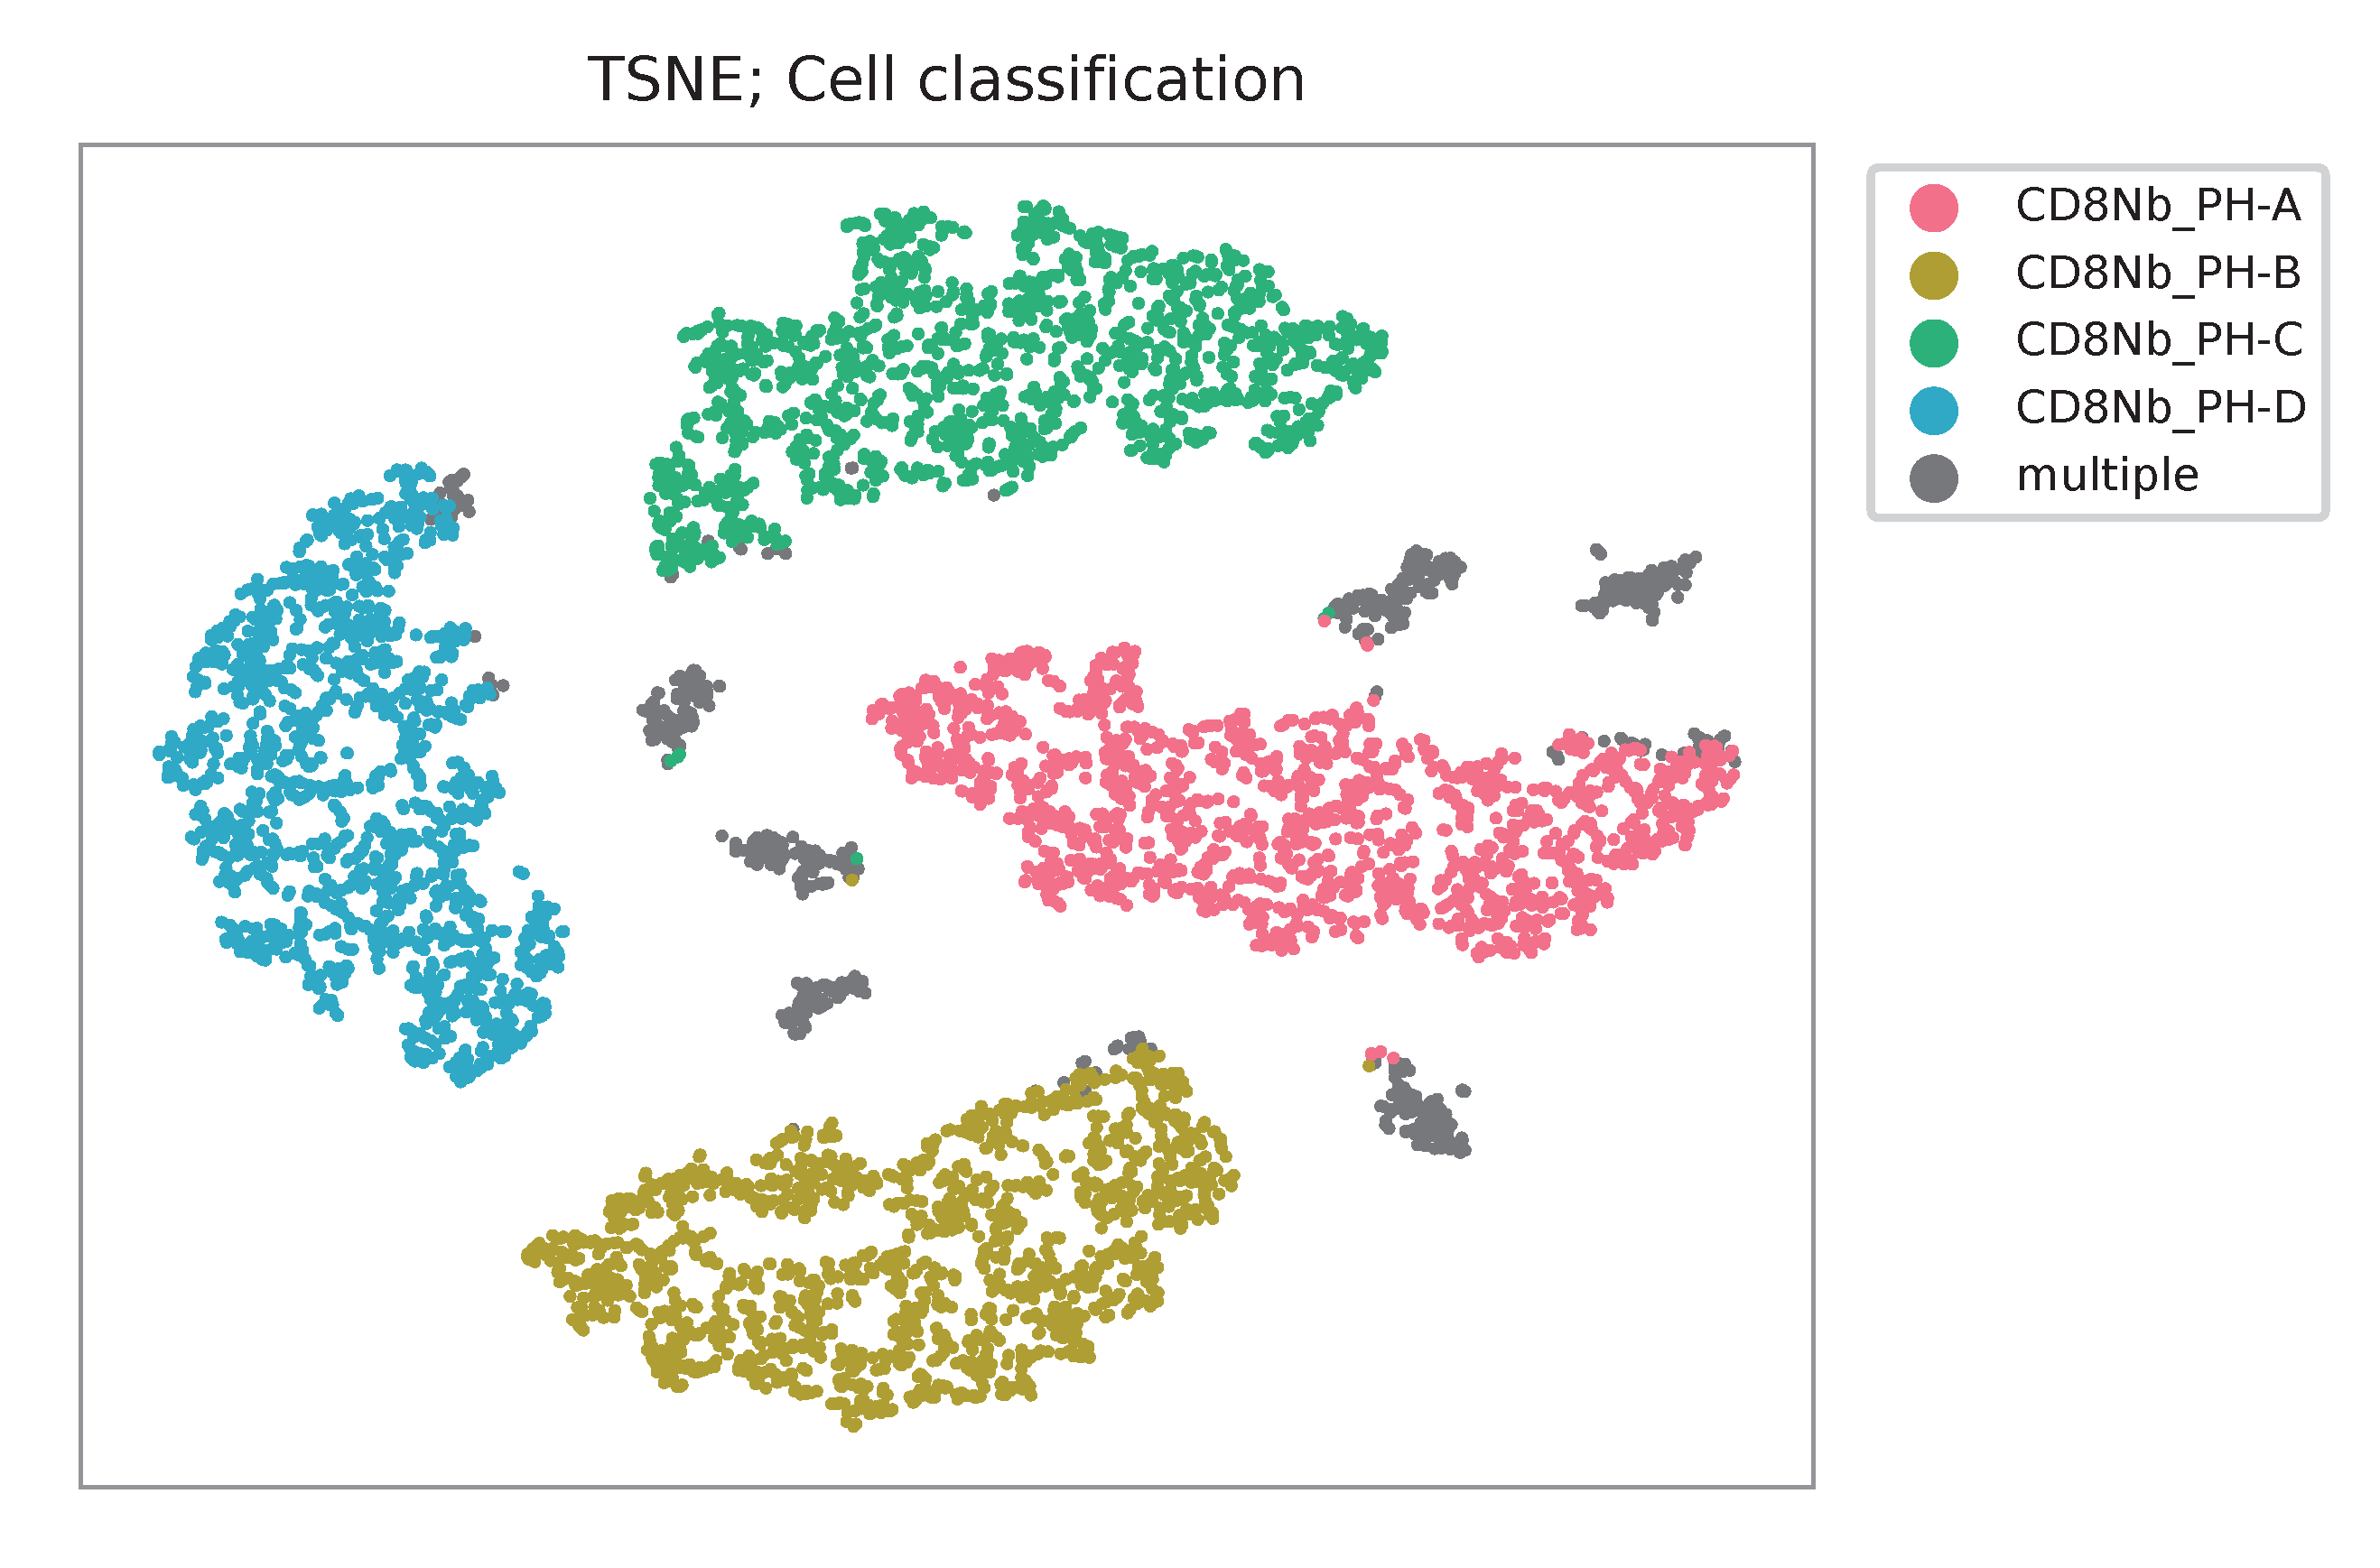 TSNE; Cell classification
CD8Nb_PH-A
CD8Nb_PH-B
CD8Nb_PH-C
CD8Nb_PH-D
multiple